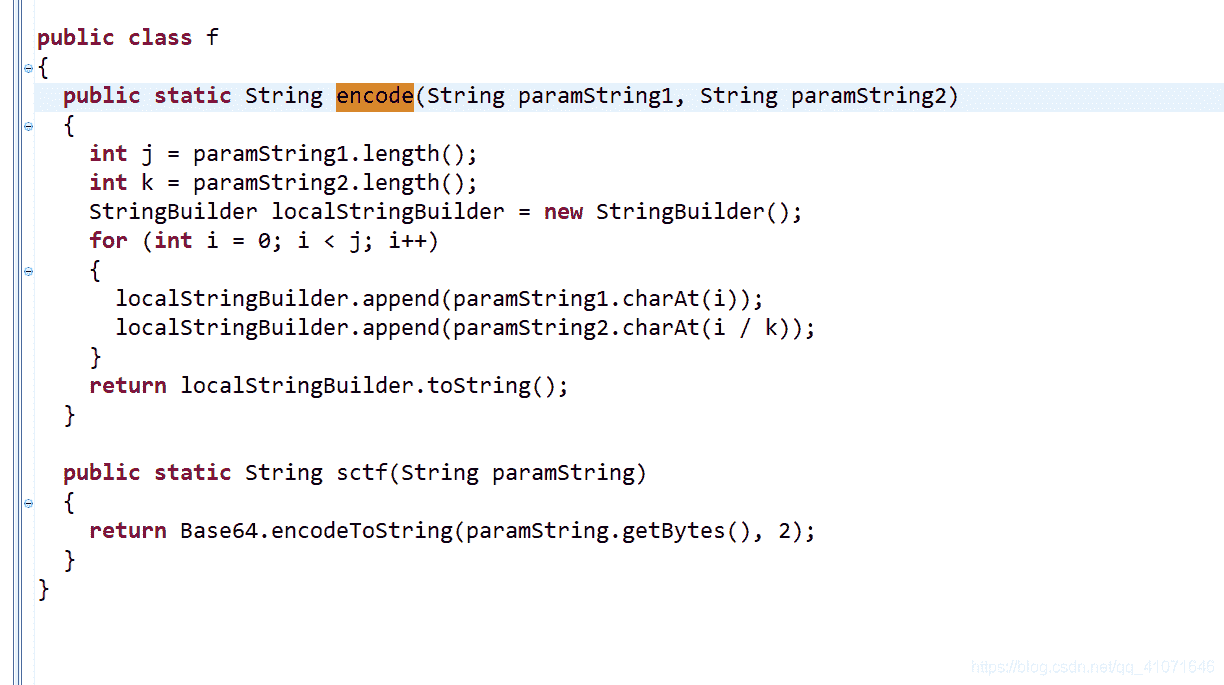 public class f
{
  public static String encode(String paramString1, String paramString2)
  {
    int j = paramString1.length();
    int k = paramString2.length();
    StringBuilder localStringBuilder = new StringBuilder();
    for (int i = 0; i < j; i++)
    {
      localStringBuilder.append(paramString1.charAt(i));
      localStringBuilder.append(paramString2.charAt(i / k));
    }
    return localStringBuilder.toString();
  }

  public static String sctf(String paramString)
  {
    return Base64.encodeToString(paramString.getBytes(), 2);
  }
}
https://blog.csdn.net/qq_41071646